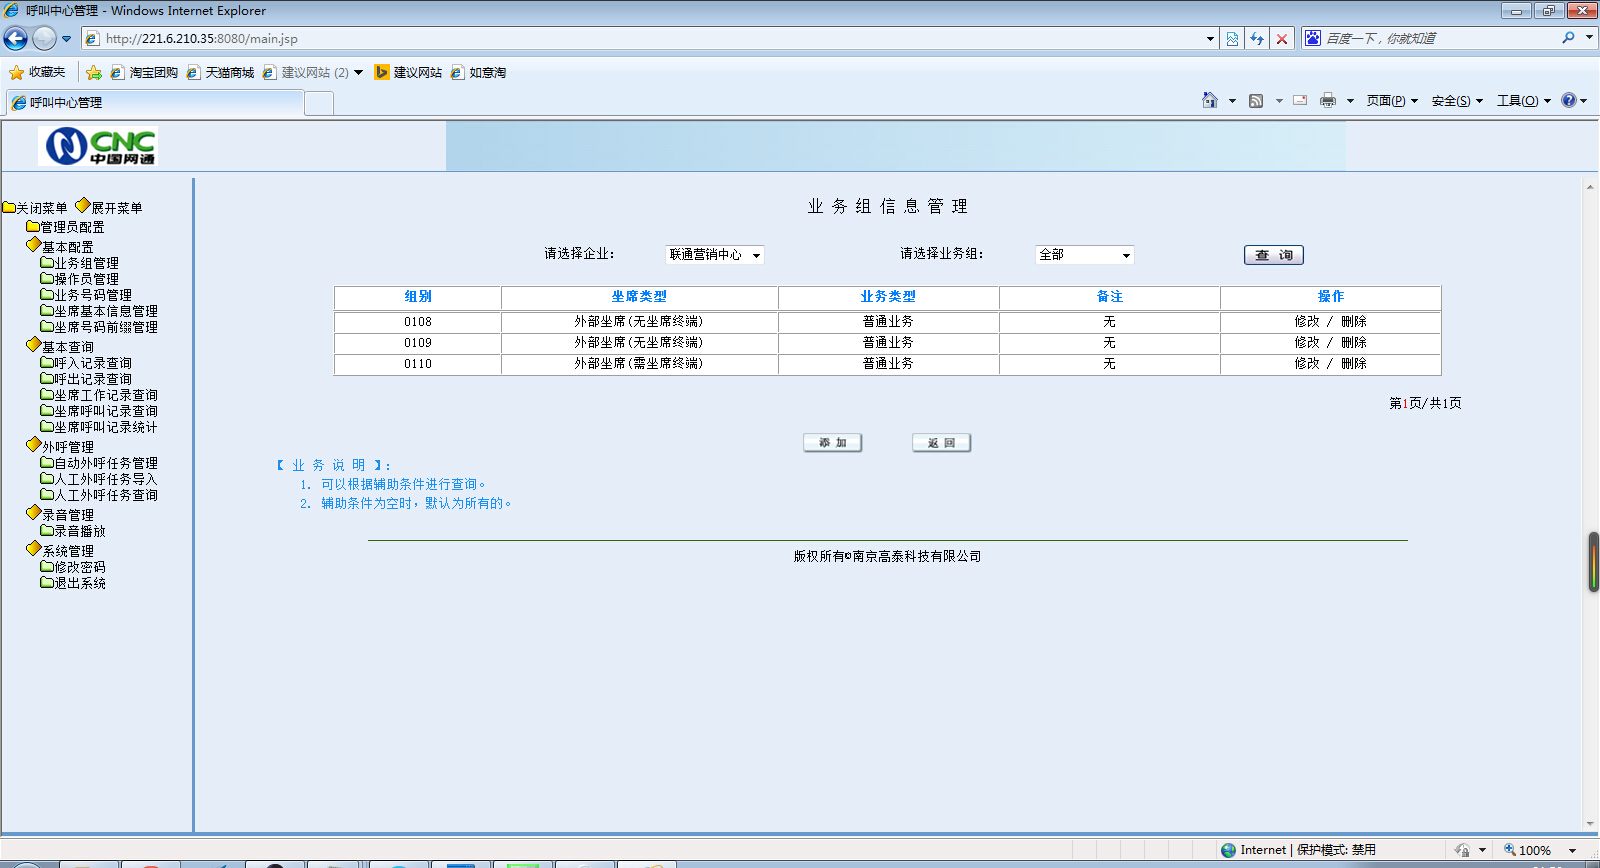 呼叫中心管理 - Windows Internet Explorer
http://221.6.210.35:8080/main.jsp
百度一下，你就知道
收藏夹 淘宝团购 天猫商城 建议网站 (2) 建议网站 如意淘
呼叫中心管理
页面(P) 安全(S) 工具(O)
CNC
中国网通
关闭菜单 展开菜单
管理员配置
基本配置
业务组管理
操作员管理
业务号码管理
坐席基本信息管理
坐席号码前缀管理
基本查询
呼入记录查询
呼出记录查询
坐席工作记录查询
坐席呼叫记录查询
坐席呼叫记录统计
外呼管理
自动外呼任务管理
人工外呼任务导入
人工外呼任务查询
录音管理
录音播放
系统管理
修改密码
退出系统
业务组信息管理
请选择企业: 联通营销中心 请选择业务组: 全部 查 询
组别 坐席类型 业务类型 备注 操作
0108 外部坐席(无坐席终端) 普通业务 无 修改 / 删除
0109 外部坐席(无坐席终端) 普通业务 无 修改 / 删除
0110 外部坐席(需坐席终端) 普通业务 无 修改 / 删除
第1页/共1页
添 加 返 回
【 业 务 说 明 】:
1. 可以根据辅助条件进行查询。
2. 辅助条件为空时，默认为所有的。
版权所有©南京高泰科技有限公司
Internet | 保护模式: 禁用
100%